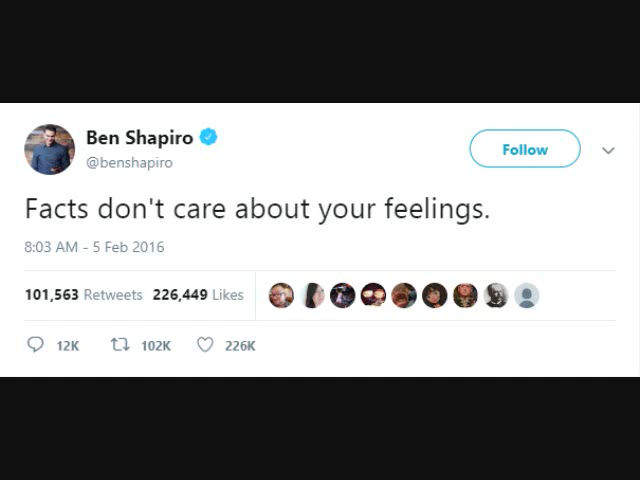 Ben Shapiro
@benshapiro
Follow
Facts don't care about your feelings.
8:03 AM - 5 Feb 2016
101,563 Retweets 226,449 Likes
12K 102K 226K